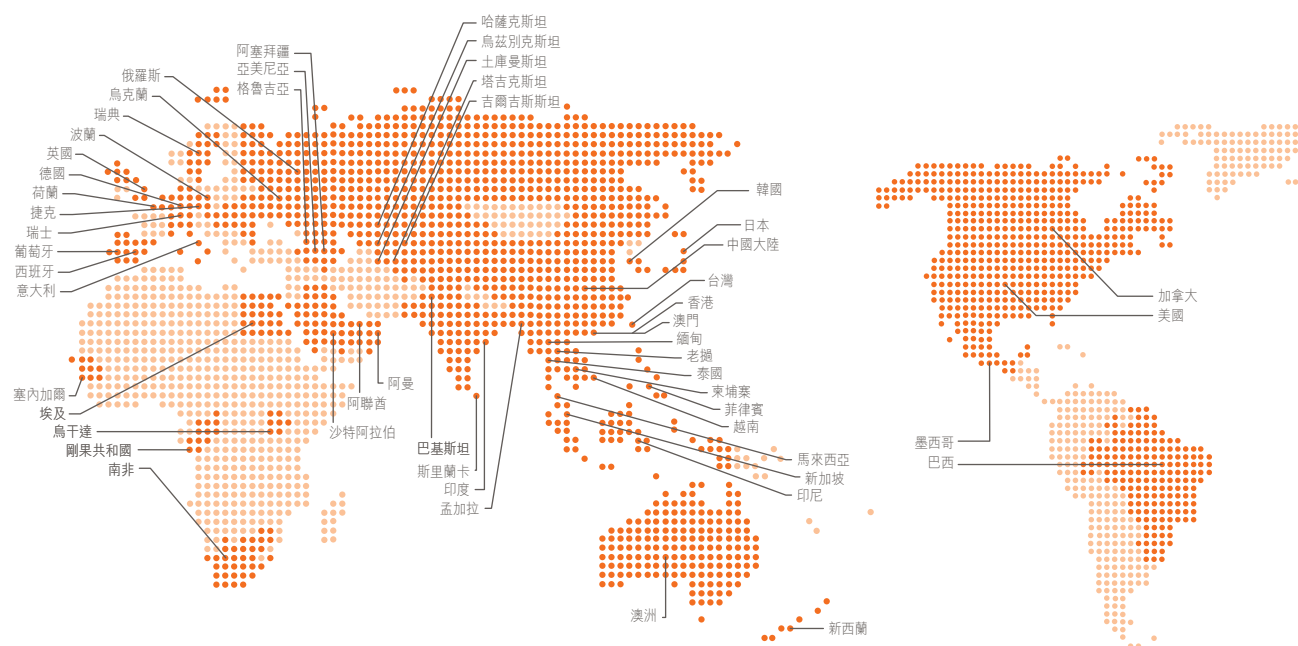 哈薩克斯坦
烏茲別克斯坦
土庫曼斯坦
塔吉克斯坦
吉爾吉斯斯坦
阿塞拜疆
亞美尼亞
格魯吉亞
俄羅斯
烏克蘭
瑞典
波蘭
英國
德國
荷蘭
捷克
瑞士
葡萄牙
西班牙
意大利
韓國
日本
中國大陸
台灣
香港
澳門
緬甸
老撾
泰國
柬埔寨
菲律賓
越南
馬來西亞
新加坡
印尼
塞內加爾
埃及
烏干達
剛果共和國
南非
阿曼
阿聯酋
沙特阿拉伯
巴基斯坦
斯里蘭卡
印度
孟加拉
澳洲
新西蘭
加拿大
美國
墨西哥
巴西